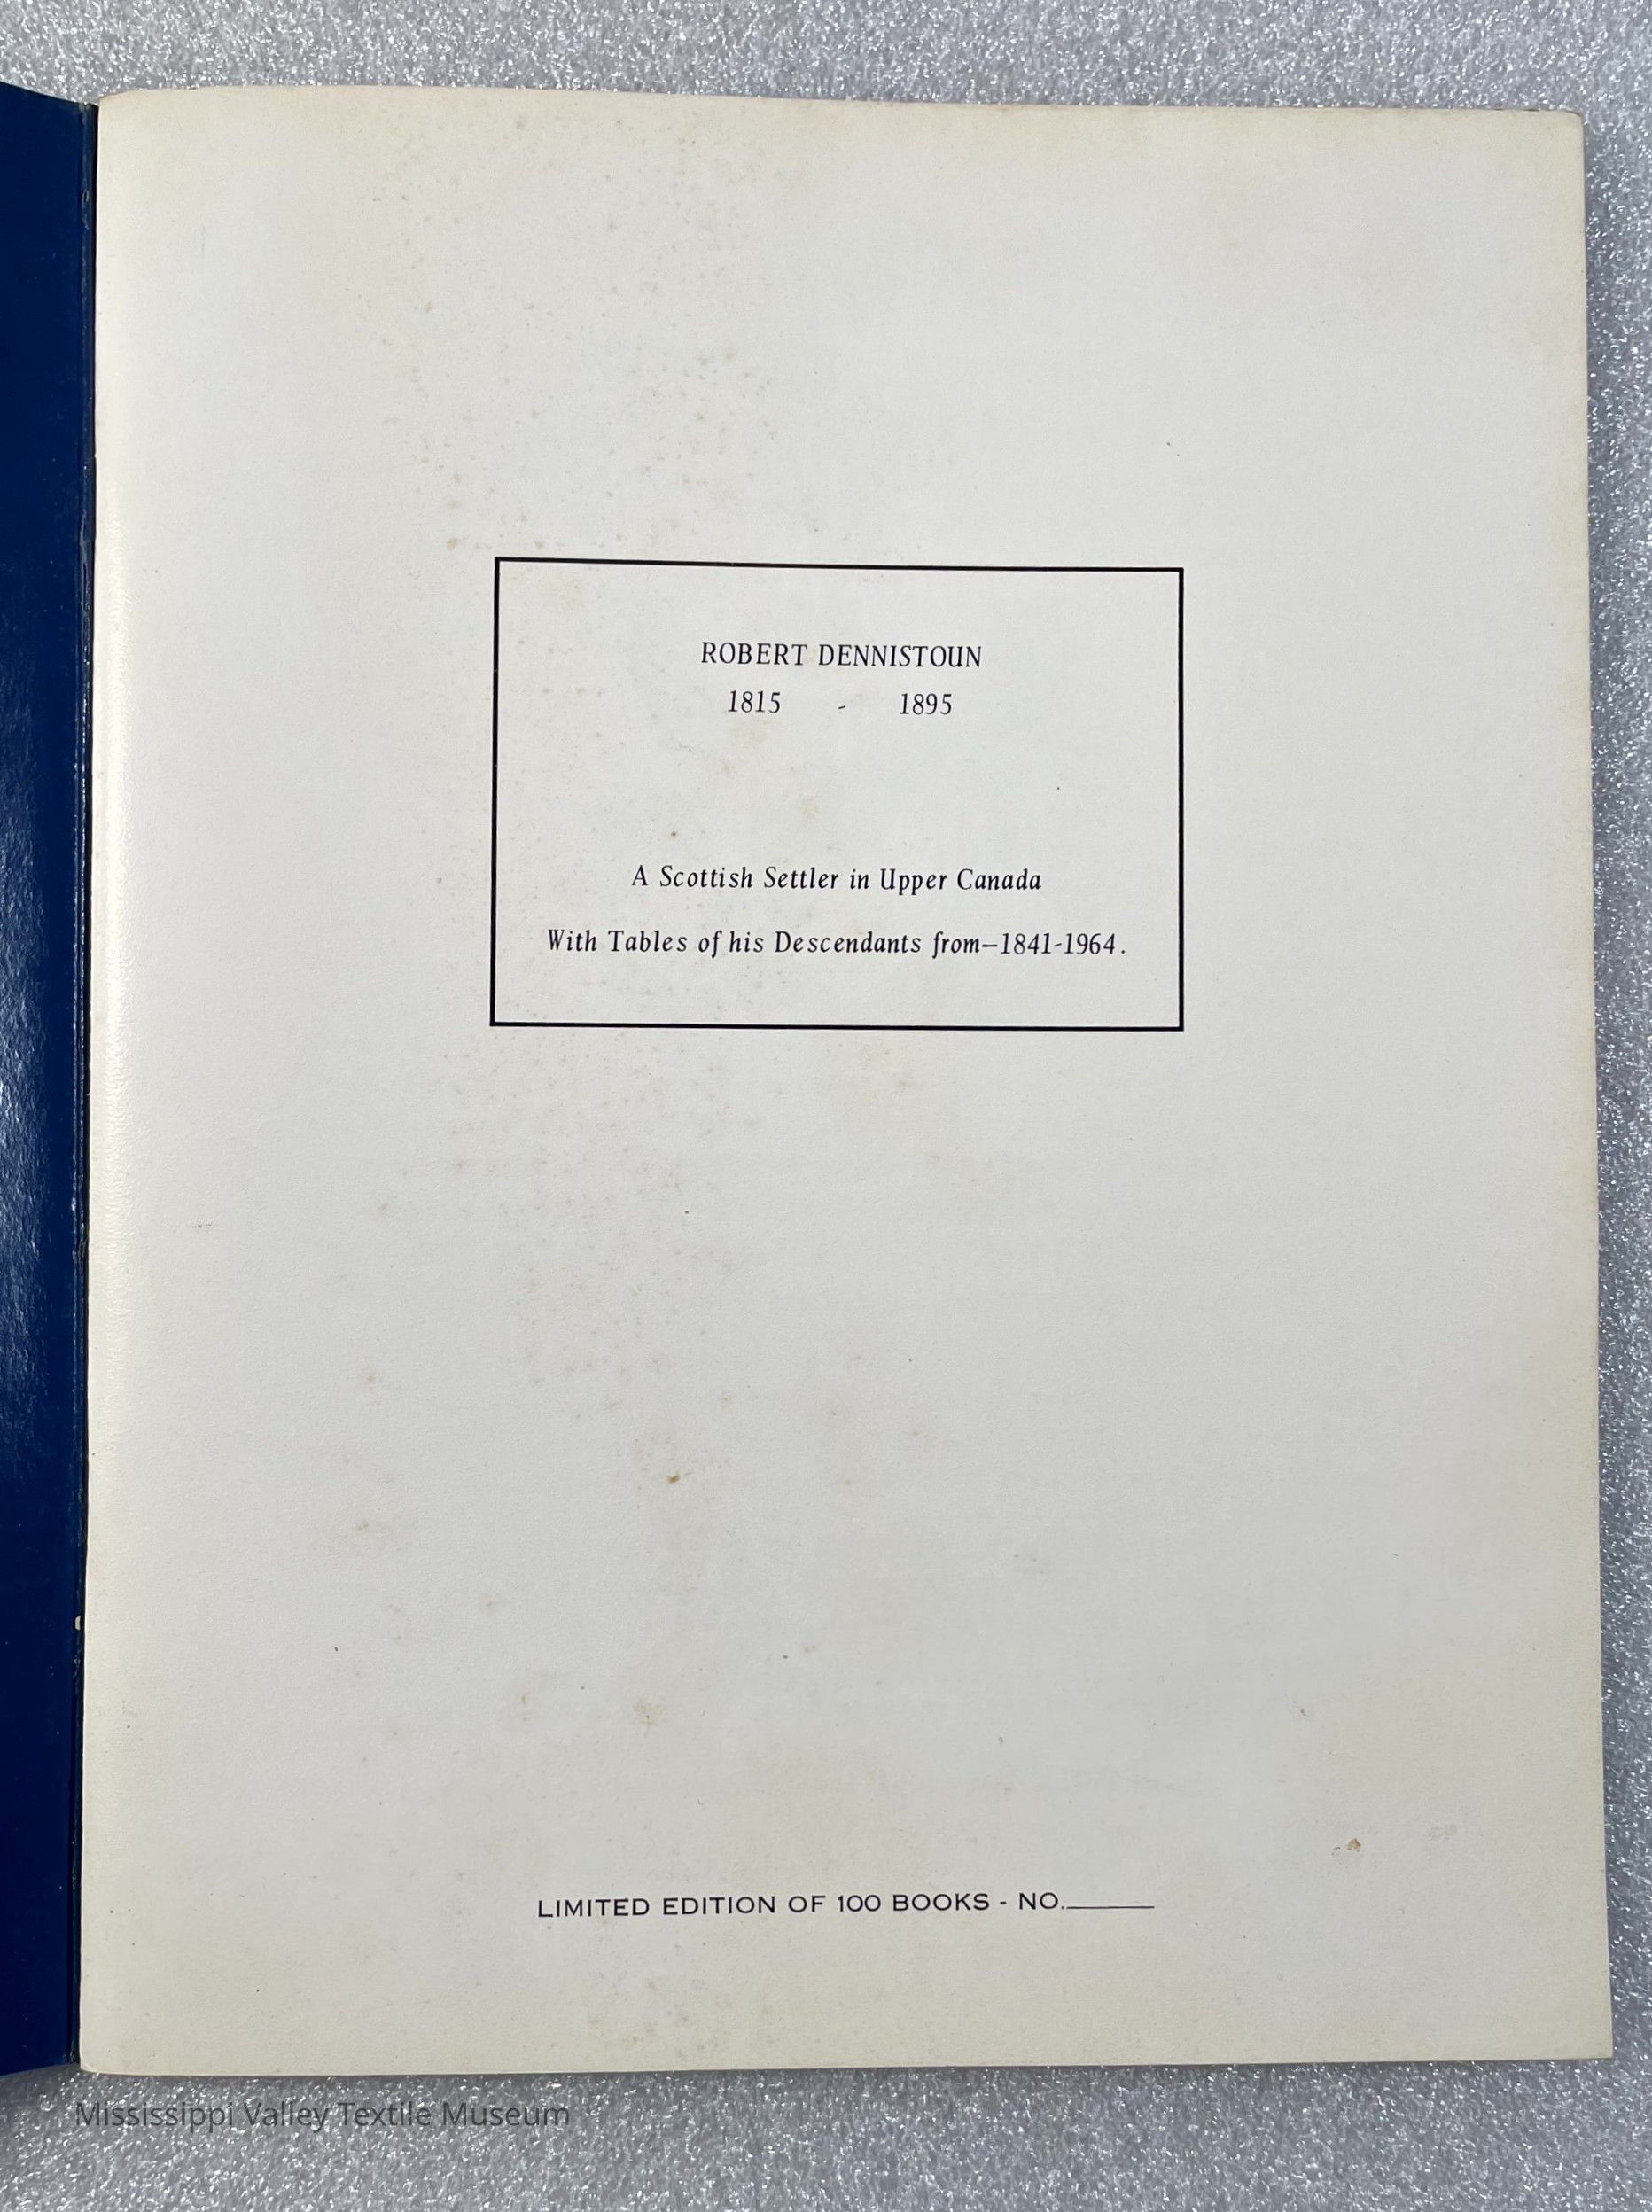 ROBERT DENNISTOUN
1815 - 1895
A Scottish Settler in Upper Canada
With Tables of his Descendants from—1841-1964.
LIMITED EDITION OF 100 BOOKS - NO.______
Mississippi Valley Textile Museum